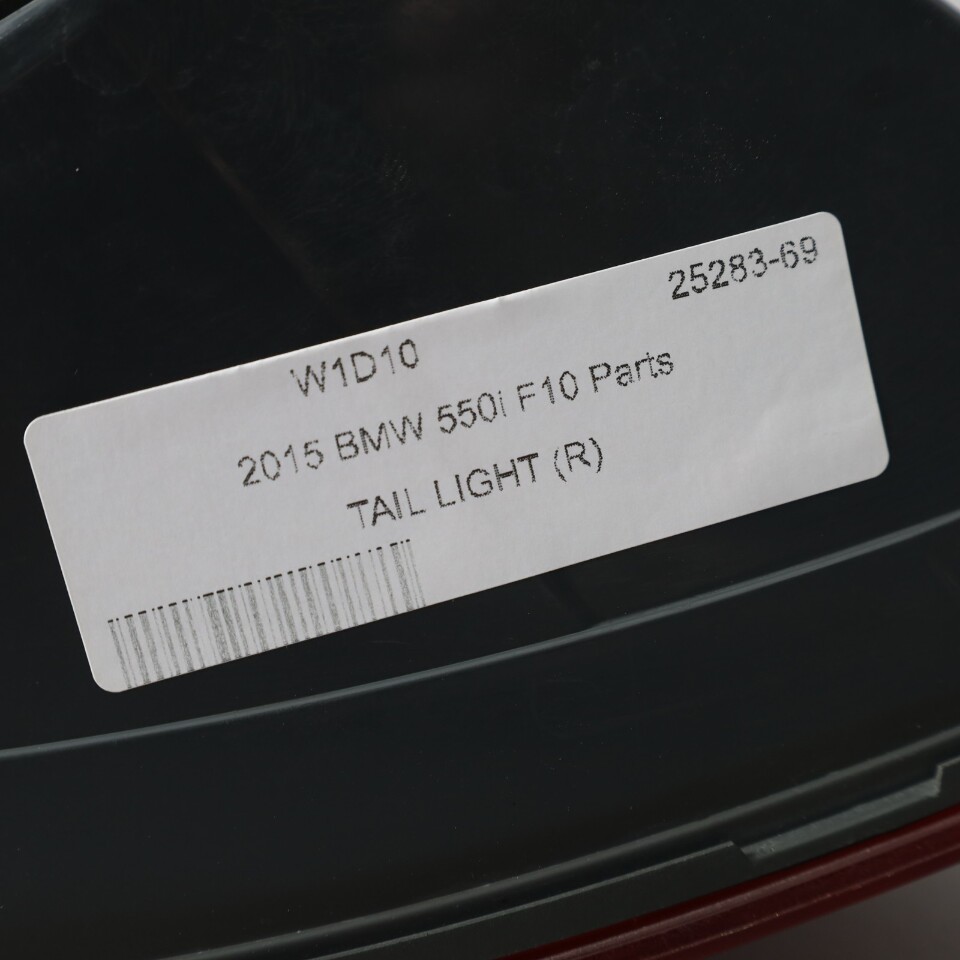 25283-69
W1D10
2015 BMW 550i F10 Parts
TAIL LIGHT (R)